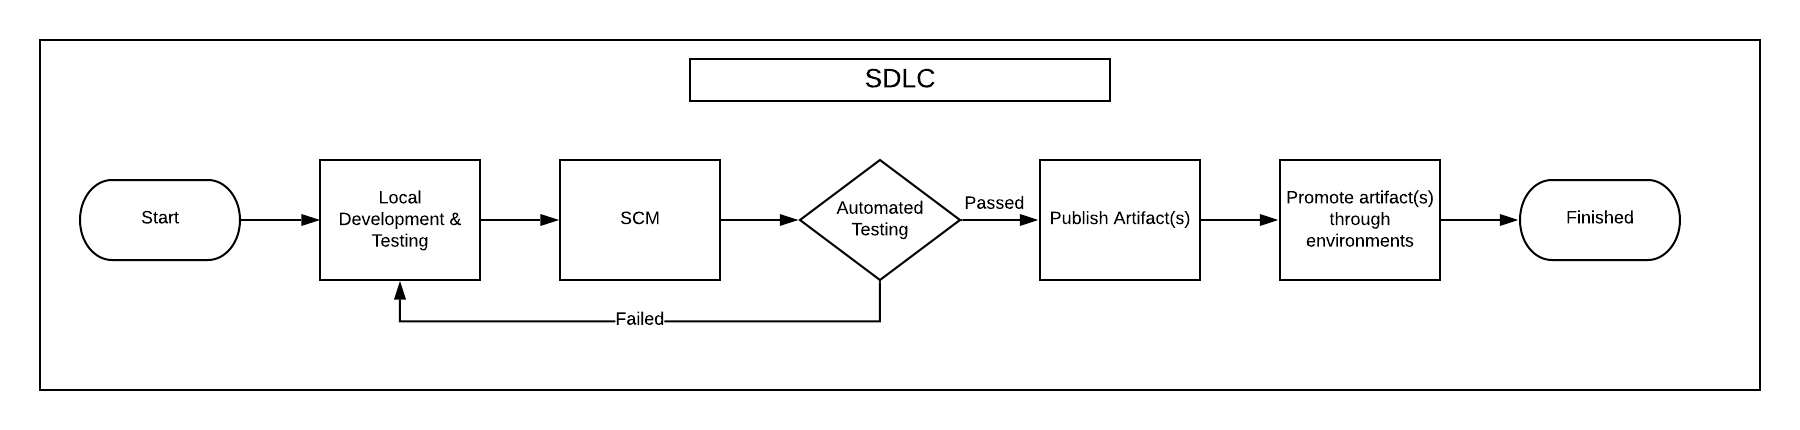 SDLC
Start
Local
Development &
Testing
SCM
Automated
Testing
Passed
Publish Artifact(s)
Promote artifact(s)
through
environments
Finished
Failed